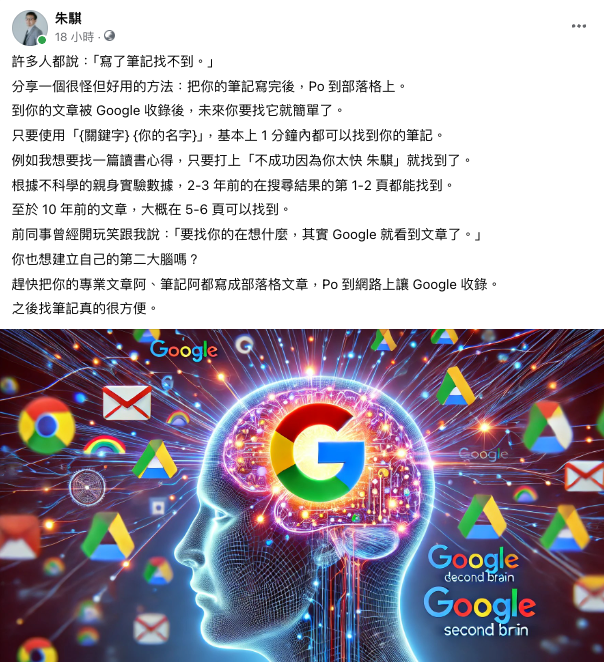 朱騏
18 小時
許多人都說：「寫了筆記找不到。」
分享一個很怪但好用的方法：把你的筆記寫完後，Po 到部落格上。
到你的文章被 Google 收錄後，未來你要找它就簡單了。
只要使用「{關鍵字} {你的名字}」，基本上 1 分鐘內都可以找到你的筆記。
例如我想要找一篇讀書心得，只要打上「不成功因為你太快 朱騏」就找到了。
根據不科學的親身實驗數據，2-3 年前的在搜尋結果的第 1-2 頁都能找到。
至於 10 年前的文章，大概在 5-6 頁可以找到。
前同事曾經開玩笑跟我說：「要找你的在想什麼，其實 Google 就看到文章了。」
你也想建立自己的第二大腦嗎？
趕快把你的專業文章阿、筆記阿都寫成部落格文章，Po 到網路上讓 Google 收錄。
之後找筆記真的很方便。
Google
G
Google
Google
decond brain
Google
second briin